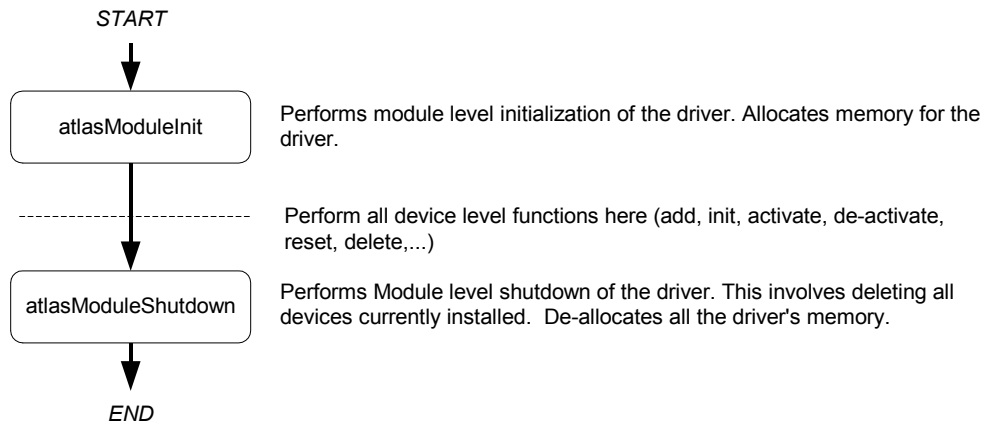 START
atlasModuleInit
Performs module level initialization of the driver. Allocates memory for the
driver.
Perform all device level functions here (add, init, activate, de-activate,
reset, delete,...)
atlasModuleShutdown
Performs Module level shutdown of the driver. This involves deleting all
devices currently installed.  De-allocates all the driver's memory.
END